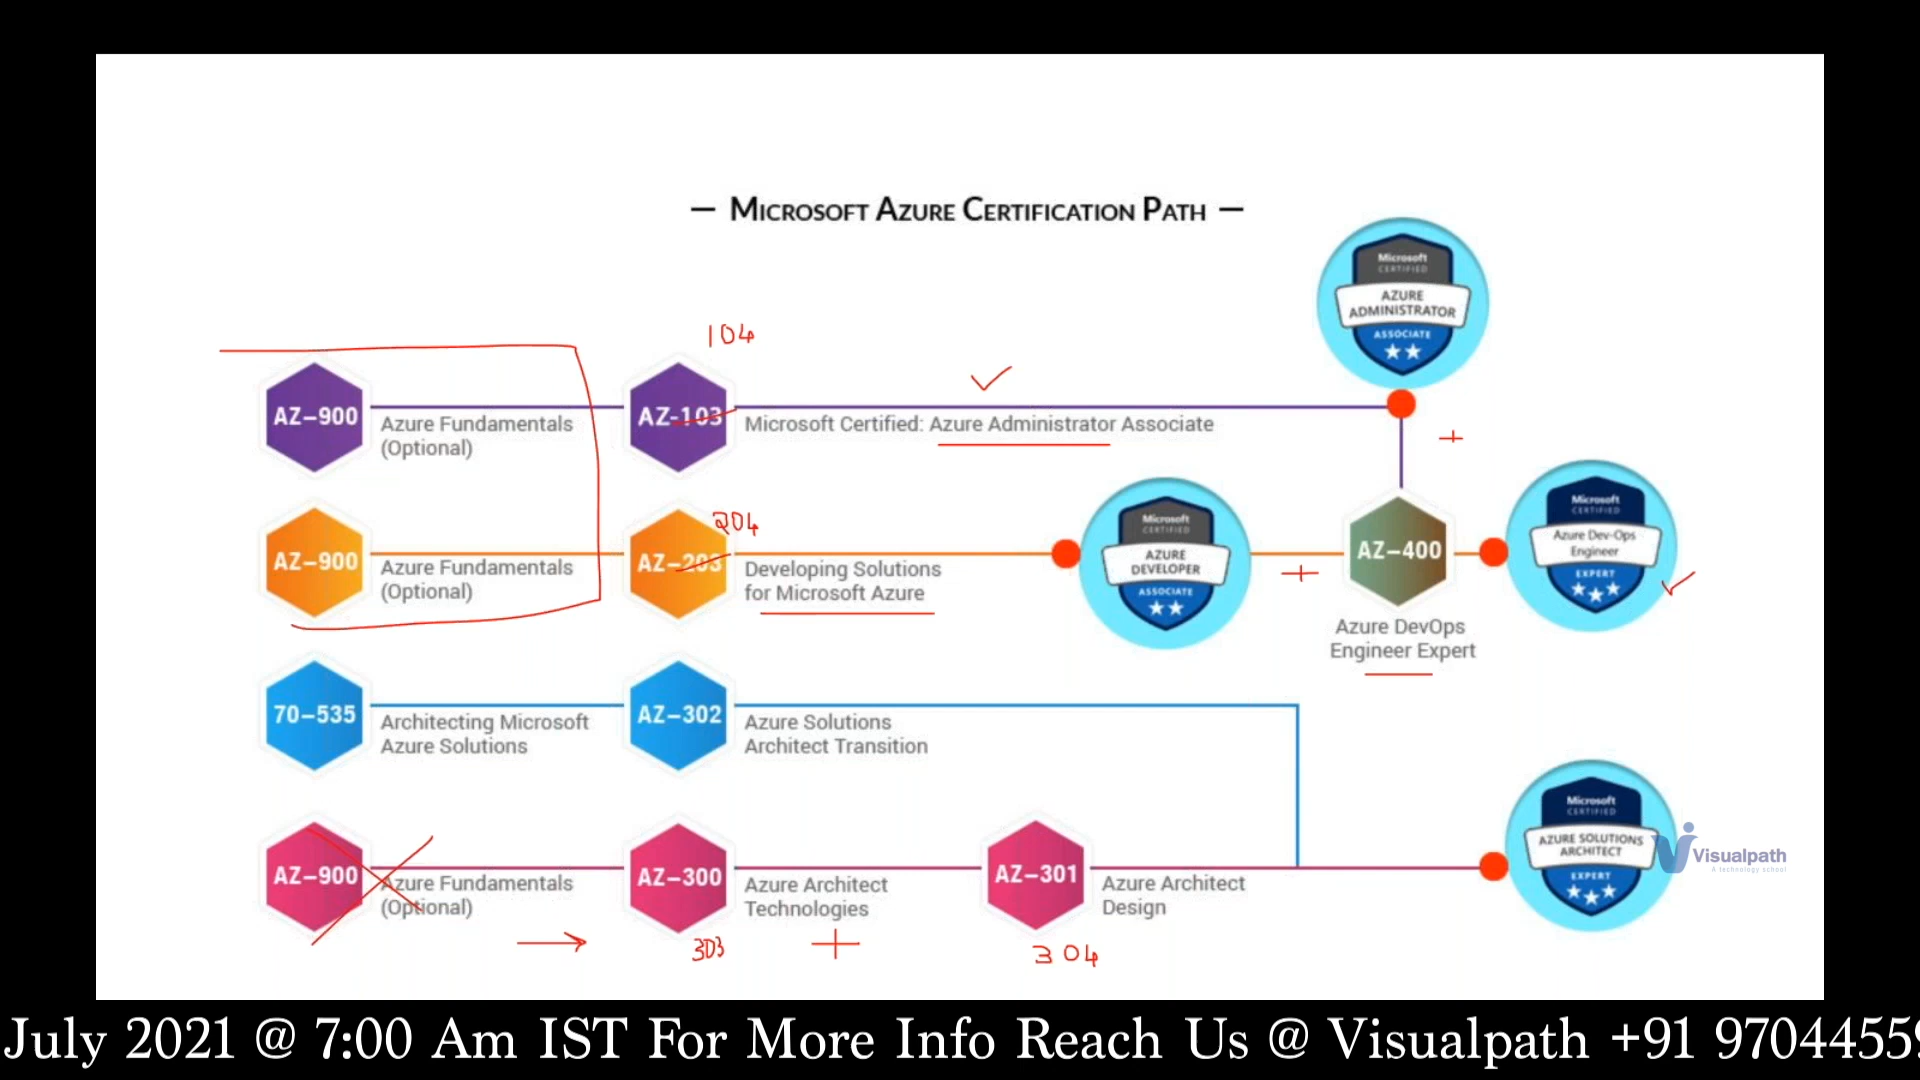 — Microsoft Azure Certification Path —
Microsoft
CERTIFIED
AZURE
ADMINISTRATOR
ASSOCIATE
104
AZ-900
Azure Fundamentals
(Optional)
AZ-103
Microsoft Certified: Azure Administrator Associate
+
204
AZ-900
Azure Fundamentals
(Optional)
AZ-203
Developing Solutions
for Microsoft Azure
Microsoft
CERTIFIED
AZURE
DEVELOPER
ASSOCIATE
+
AZ-400
Azure DevOps
Engineer Expert
Microsoft
CERTIFIED
Azure Dev-Ops
Engineer
EXPERT
70-535
Architecting Microsoft
Azure Solutions
AZ-302
Azure Solutions
Architect Transition
AZ-900
Azure Fundamentals
(Optional)
AZ-300
Azure Architect
Technologies
303
+
AZ-301
Azure Architect
Design
304
Microsoft
CERTIFIED
AZURE SOLUTIONS
ARCHITECT
EXPERT
Visualpath
A technology school
July 2021 @ 7:00 Am IST For More Info Reach Us @ Visualpath +91 97044559